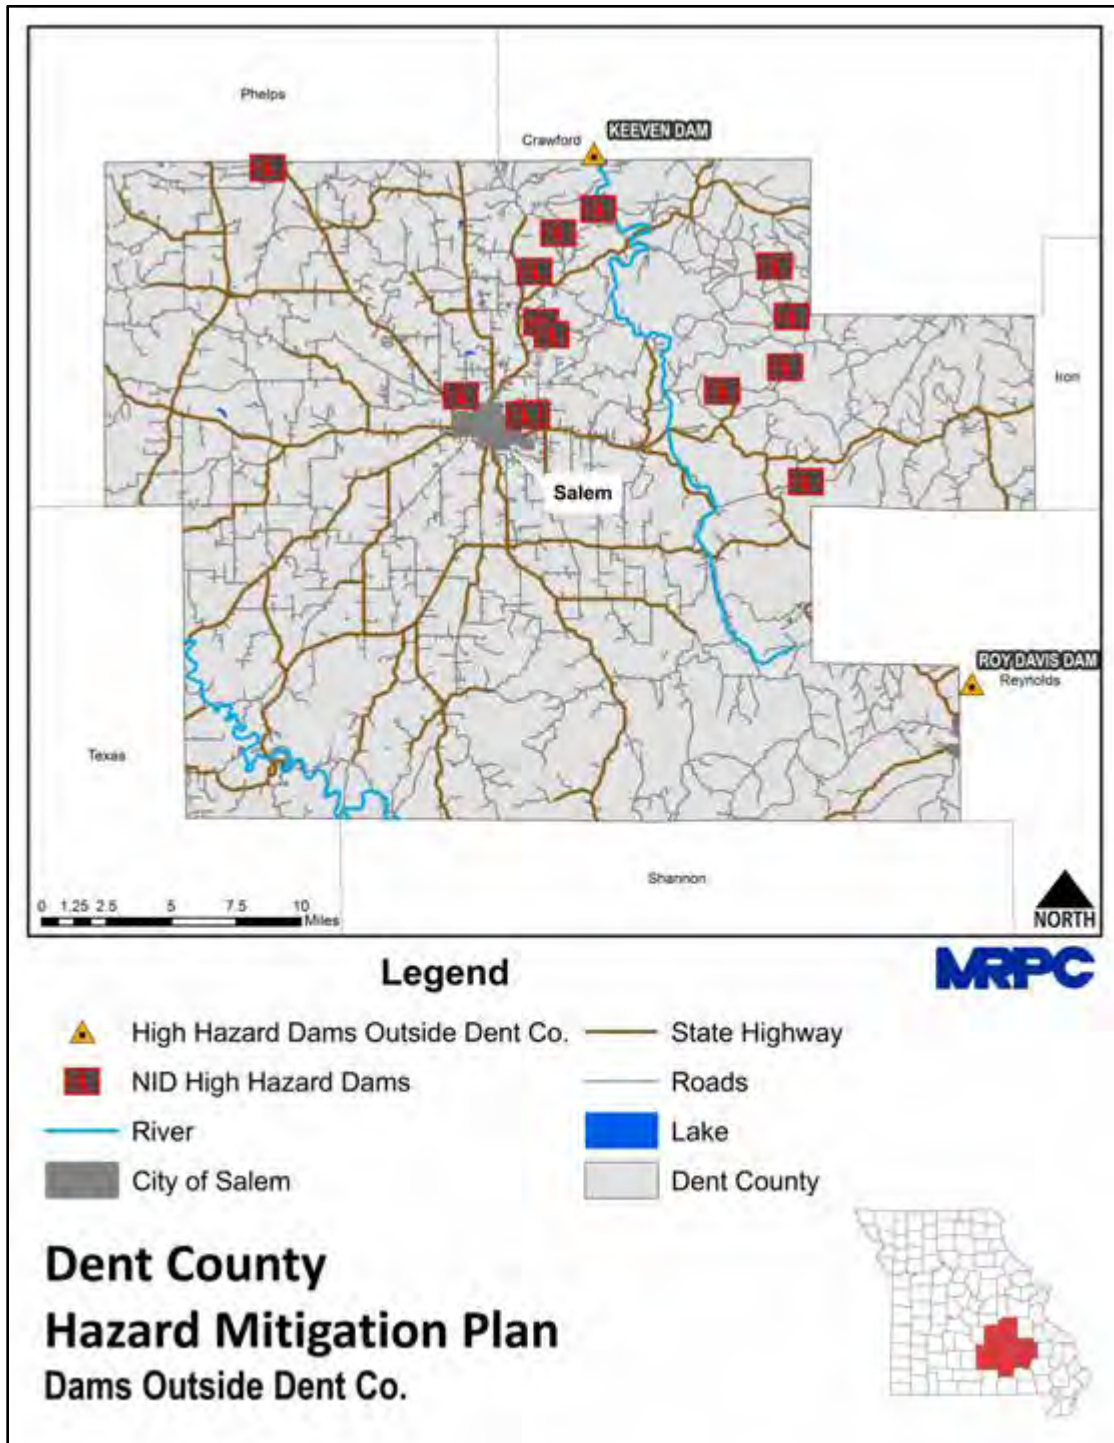 Phelps
Crawford
KEEVEN DAM
Iron
Salem
ROY DAVIS DAM
Reynolds
Texas
Shannon
0 1.25 2.5 5 7.5 10
Miles
NORTH
Legend
MRPC
High Hazard Dams Outside Dent Co.
State Highway
NID High Hazard Dams
Roads
River
Lake
City of Salem
Dent County
Dent County
Hazard Mitigation Plan
Dams Outside Dent Co.